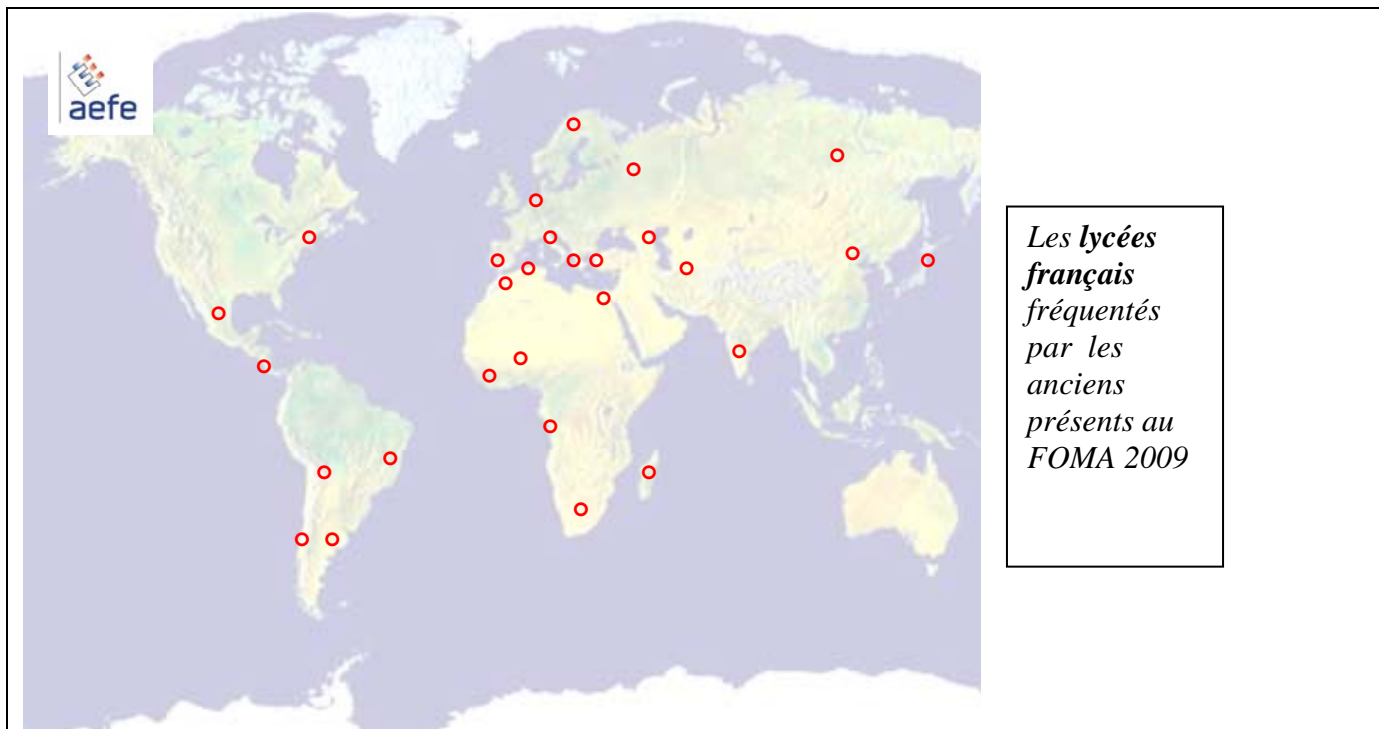 aefe
Les lycées
français
fréquentés
par les
anciens
présents au
FOMA 2009